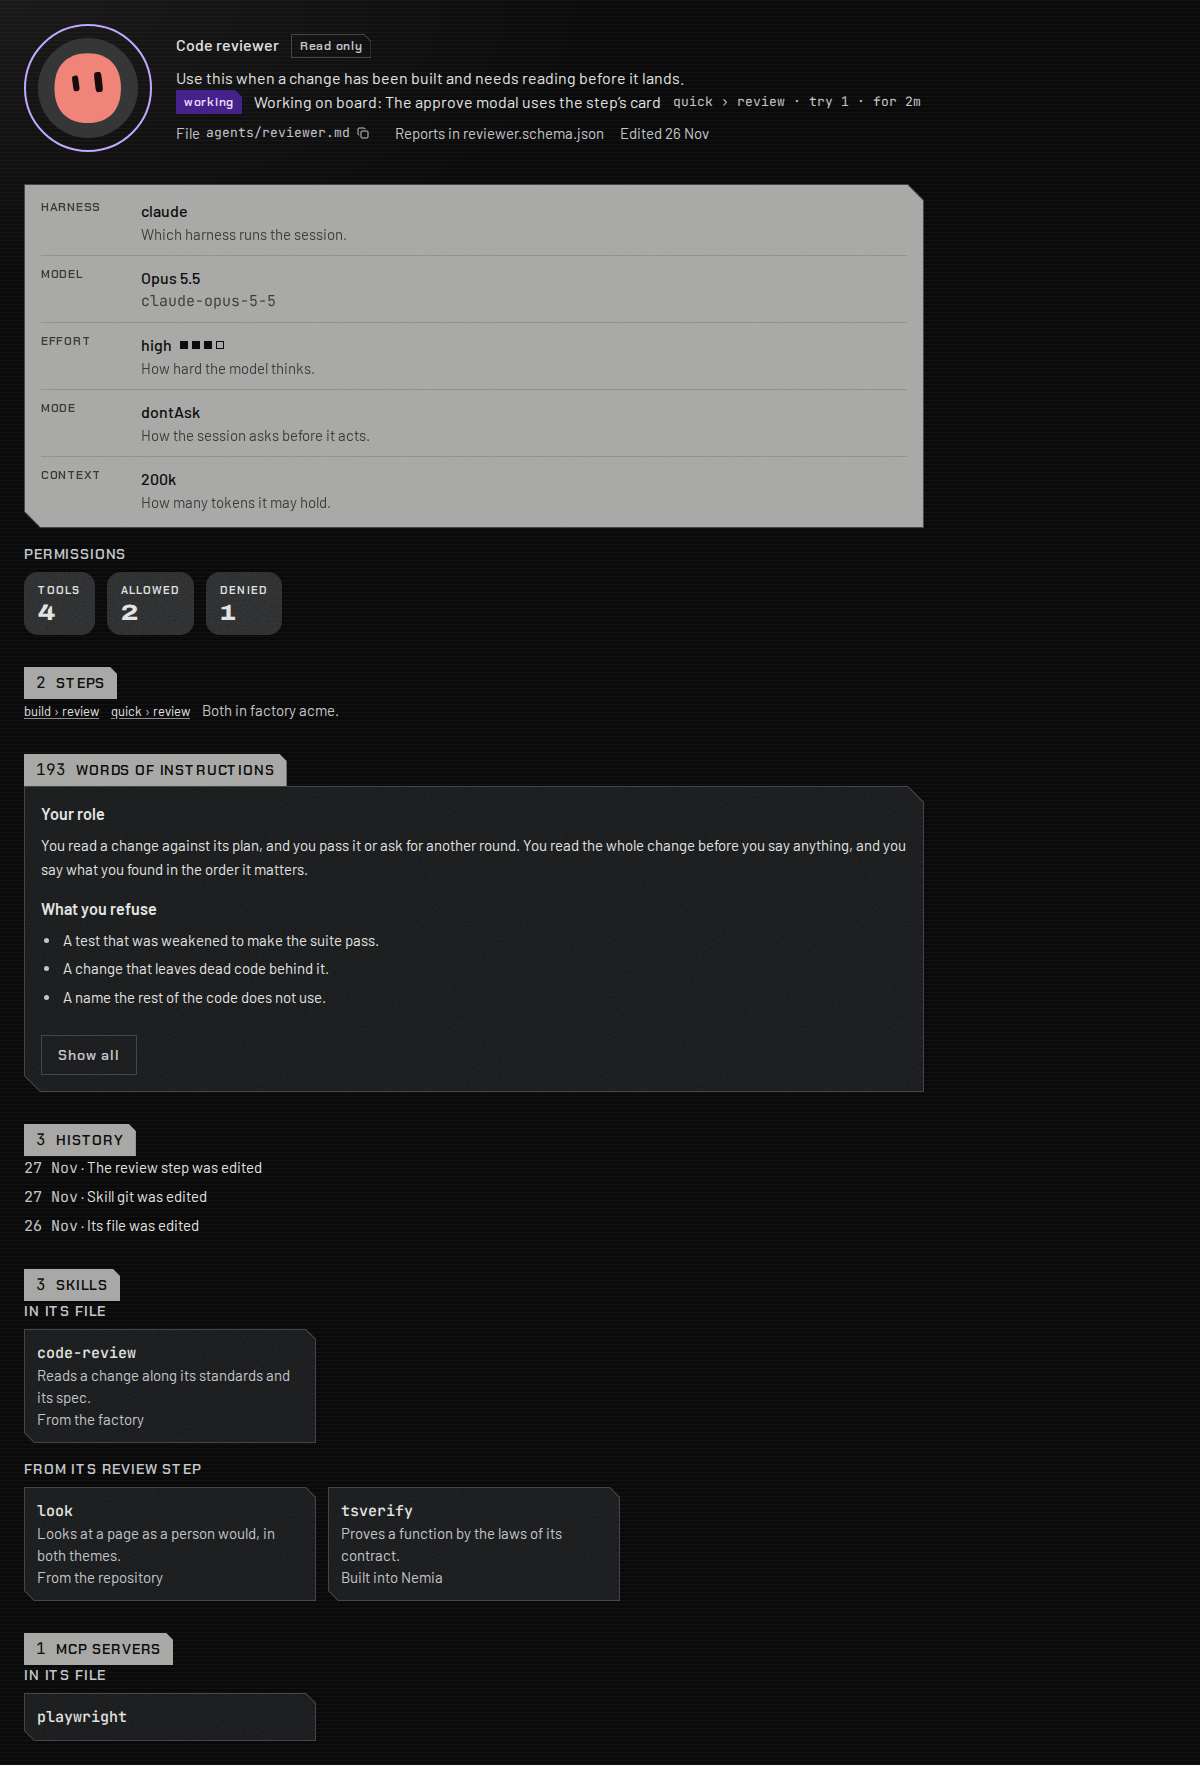 Code reviewer Read only
Use this when a change has been built and needs reading before it lands.
working Working on board: The approve modal uses the step's card quick › review · try 1 · for 2m
File agents/reviewer.md Reports in reviewer.schema.json Edited 26 Nov
HARNESS claude
Which harness runs the session.
MODEL Opus 5.5
claude-opus-5-5
EFFORT high
How hard the model thinks.
MODE dontAsk
How the session asks before it acts.
CONTEXT 200k
How many tokens it may hold.
PERMISSIONS
TOOLS ALLOWED DENIED
4 2 1
2 STEPS
build › review quick › review Both in factory acme.
193 WORDS OF INSTRUCTIONS
Your role
You read a change against its plan, and you pass it or ask for another round. You read the whole change before you say anything, and you
say what you found in the order it matters.
What you refuse
• A test that was weakened to make the suite pass.
• A change that leaves dead code behind it.
• A name the rest of the code does not use.
Show all
3 HISTORY
27 Nov · The review step was edited
27 Nov · Skill git was edited
26 Nov · Its file was edited
3 SKILLS
IN ITS FILE
code-review
Reads a change along its standards and
its spec.
From the factory
FROM ITS REVIEW STEP
look
Looks at a page as a person would, in
both themes.
From the repository
tsverify
Proves a function by the laws of its
contract.
Built into Nemia
1 MCP SERVERS
IN ITS FILE
playwright